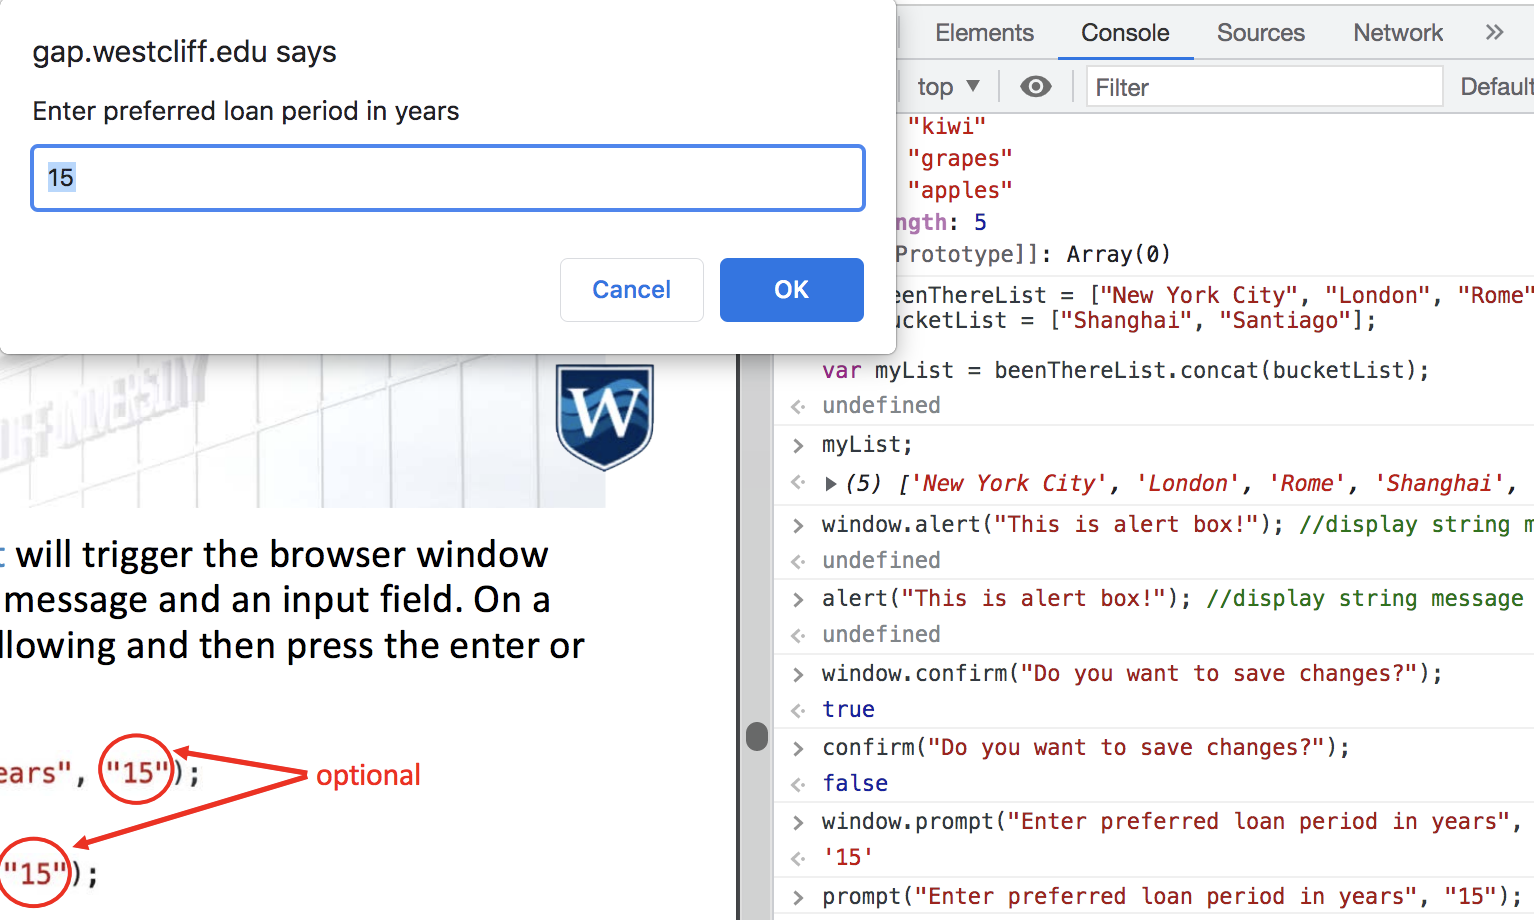 gap.westcliff.edu says
Enter preferred loan period in years
15
Cancel
OK
W
will trigger the browser window
message and an input field. On a
llowing and then press the enter or
ears", "15");
optional
"15");
Elements Console Sources Network »
top ▼ Filter Default
"kiwi"
"grapes"
"apples"
ngth: 5
Prototype]]: Array(0)
eenThereList = ["New York City", "London", "Rome"
ucketList = ["Shanghai", "Santiago"];
var myList = beenThereList.concat(bucketList);
undefined
myList;
(5) ['New York City', 'London', 'Rome', 'Shanghai',
window.alert("This is alert box!"); //display string m
undefined
alert("This is alert box!"); //display string message
undefined
window.confirm("Do you want to save changes?");
true
confirm("Do you want to save changes?");
false
window.prompt("Enter preferred loan period in years",
'15'
prompt("Enter preferred loan period in years", "15");